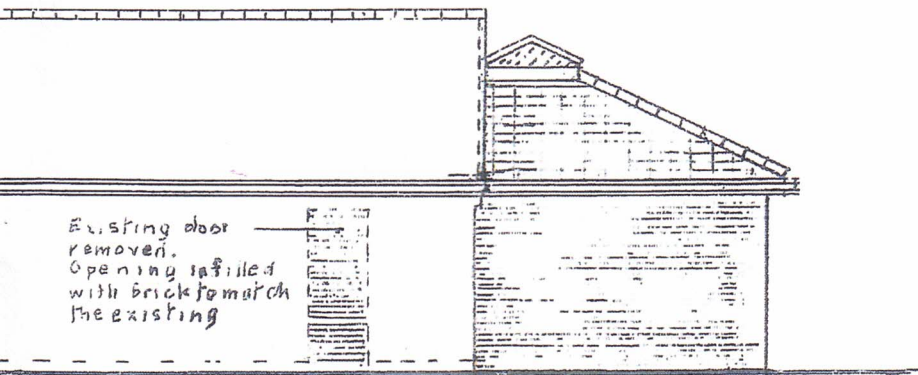 Existing door
removed.
Opening infilled
with brick to match
the existing